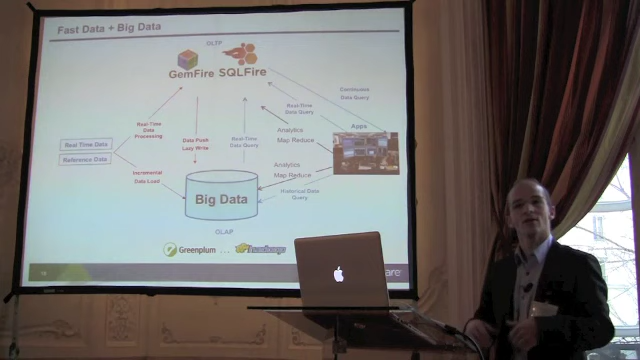 Fast Data + Big Data
OLTP
GemFire SQLFire
Continuous
Data Query
Real-Time
Data Query
Real-Time
Data
Processing
Apps
Analytics
Map Reduce
Data Push
Lazy Write
Real-Time
Data Query
Real Time Data
Reference Data
Analytics
Map Reduce
Incremental
Data Load
Big Data
Historical Data
Query
OLAP
Greenplum ...